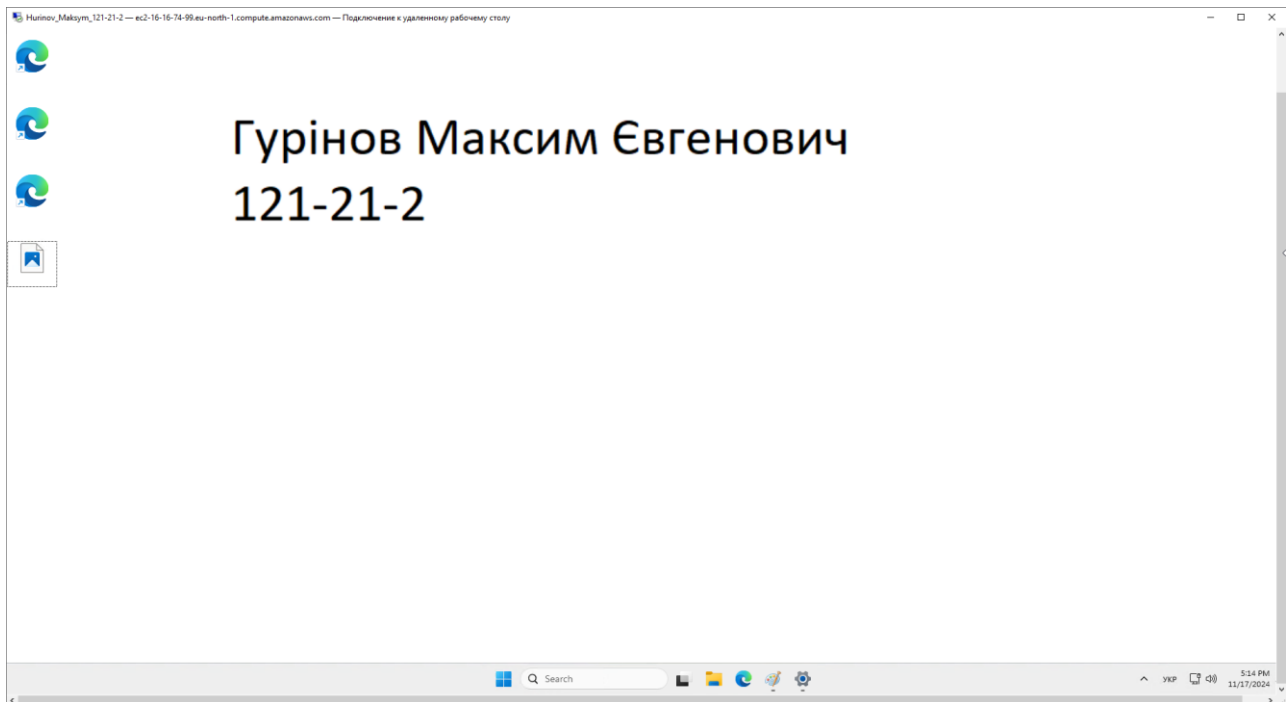 Hurinov_Maksym_121-21-2 — ec2-16-16-74-99.eu-north-1.compute.amazonaws.com — Подключение к удаленному рабочему столу
Гурінов Максим Євгенович
121-21-2
Search
УКР
5:14 PM
11/17/2024